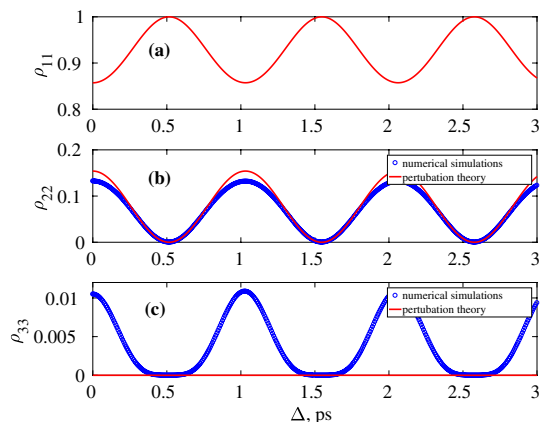 1
(a)
0.9
ρ11
0.8
0 0.5 1 1.5 2 2.5 3
0.2
(b)
numerical simulations
pertubation theory
0.1
ρ22
0
0 0.5 1 1.5 2 2.5 3
0.01
(c)
numerical simulations
pertubation theory
0.005
ρ33
0
0 0.5 1 1.5 2 2.5 3
Δ, ps